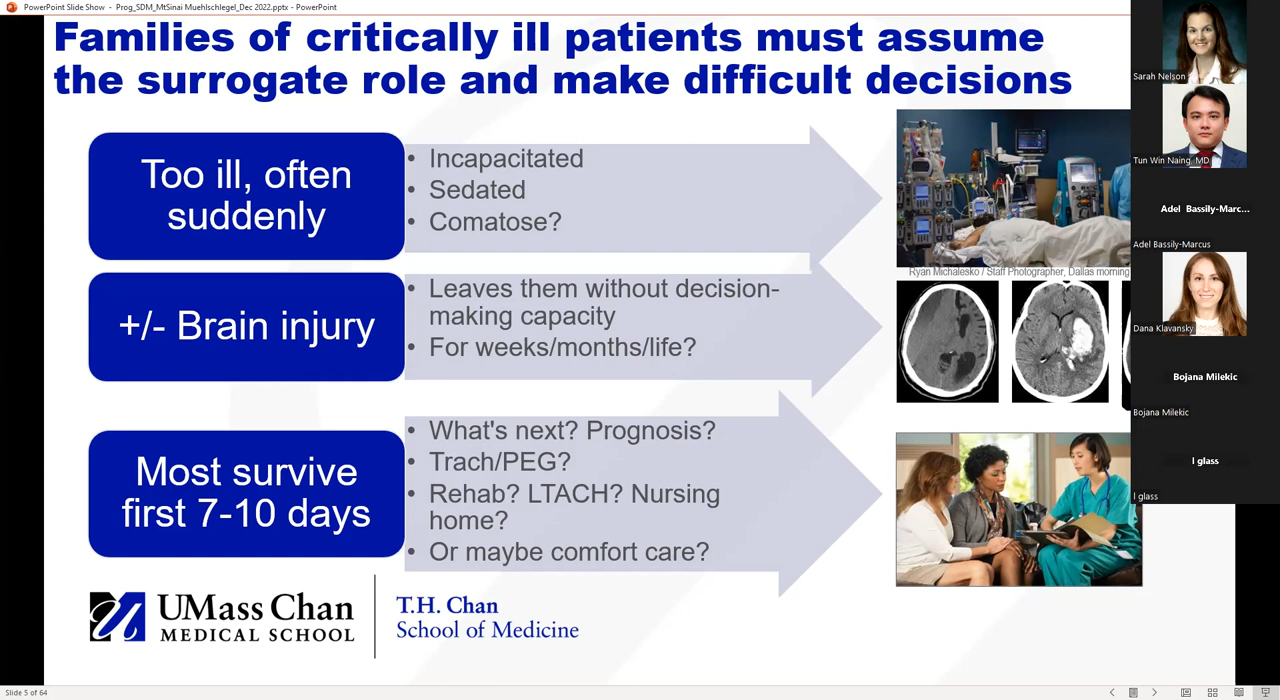 PowerPoint Slide Show - Prog_SDM_MtSinai Muehlschlegel_Dec 2022.pptx - PowerPoint
Families of critically ill patients must assume
the surrogate role and make difficult decisions
Too ill, often
suddenly
• Incapacitated
• Sedated
• Comatose?
Ryan Michalesko / Staff Photographer, Dallas morning
+/- Brain injury
• Leaves them without decision-
making capacity
• For weeks/months/life?
Most survive
first 7-10 days
• What's next? Prognosis?
• Trach/PEG?
• Rehab? LTACH? Nursing
home?
• Or maybe comfort care?
UMass Chan
MEDICAL SCHOOL
T.H. Chan
School of Medicine
Sarah Nelson
Tun Win Naing, MD
Adel Bassily-Marc...
Adel Bassily-Marcus
Dana Klavansky
Bojana Milekic
Bojana Milekic
I glass
I glass
Slide 5 of 64